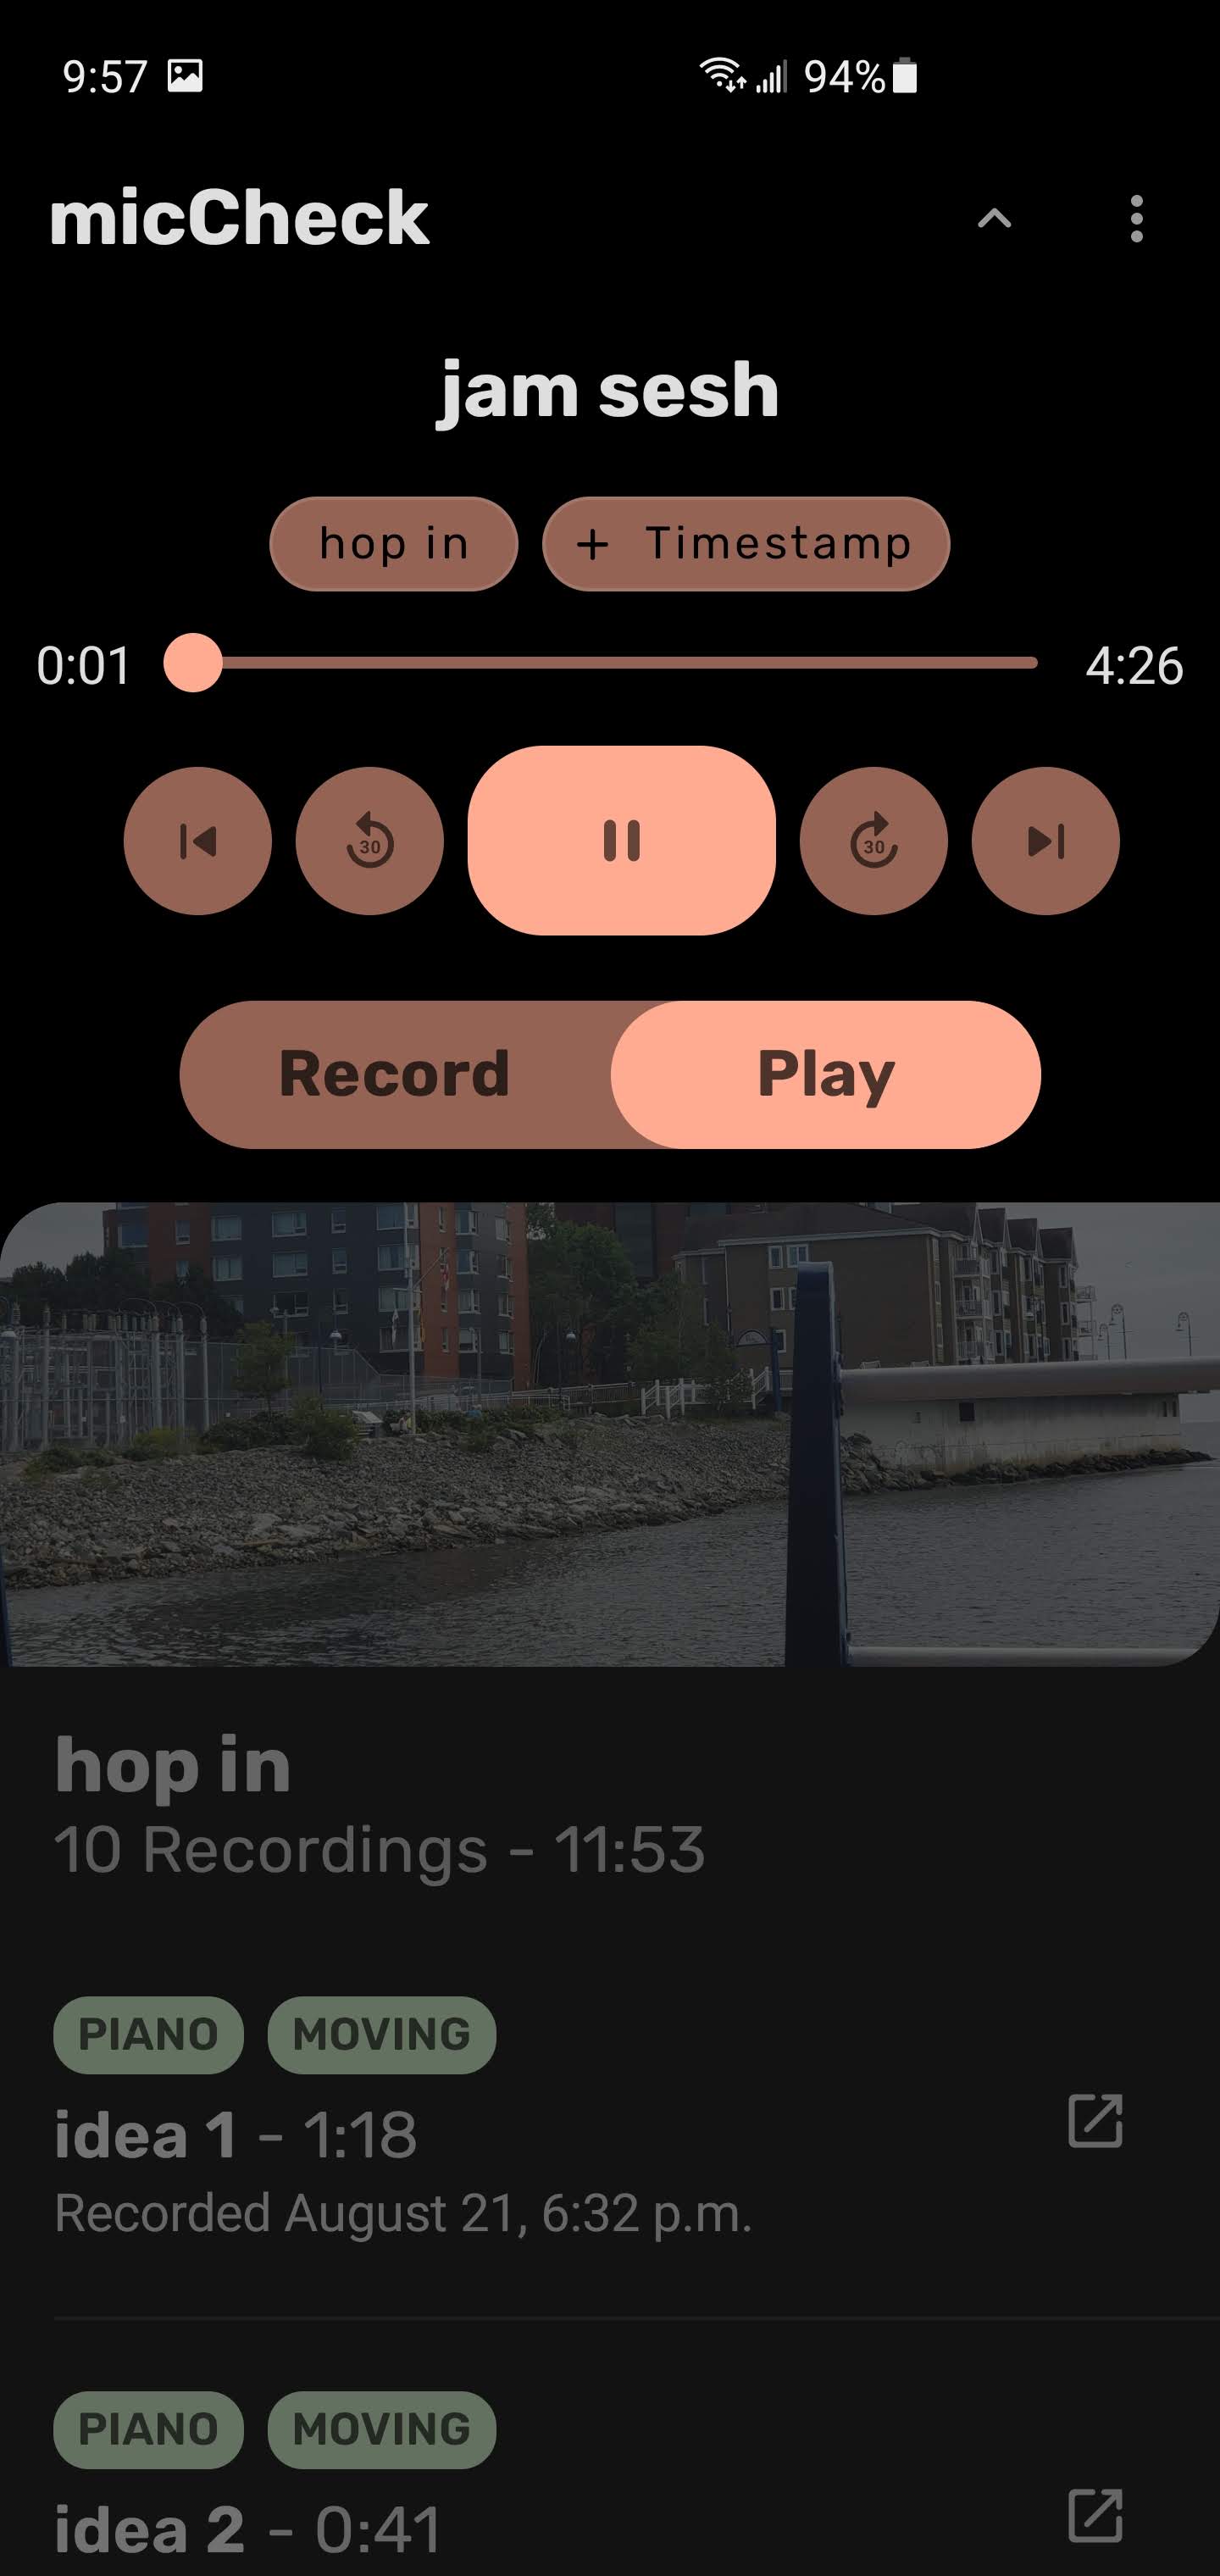 9:57 94%
micCheck
jam sesh
hop in + Timestamp
0:01 4:26
30 30
Record Play
hop in
10 Recordings - 11:53
PIANO MOVING
idea 1 - 1:18
Recorded August 21, 6:32 p.m.
PIANO MOVING
idea 2 - 0:41